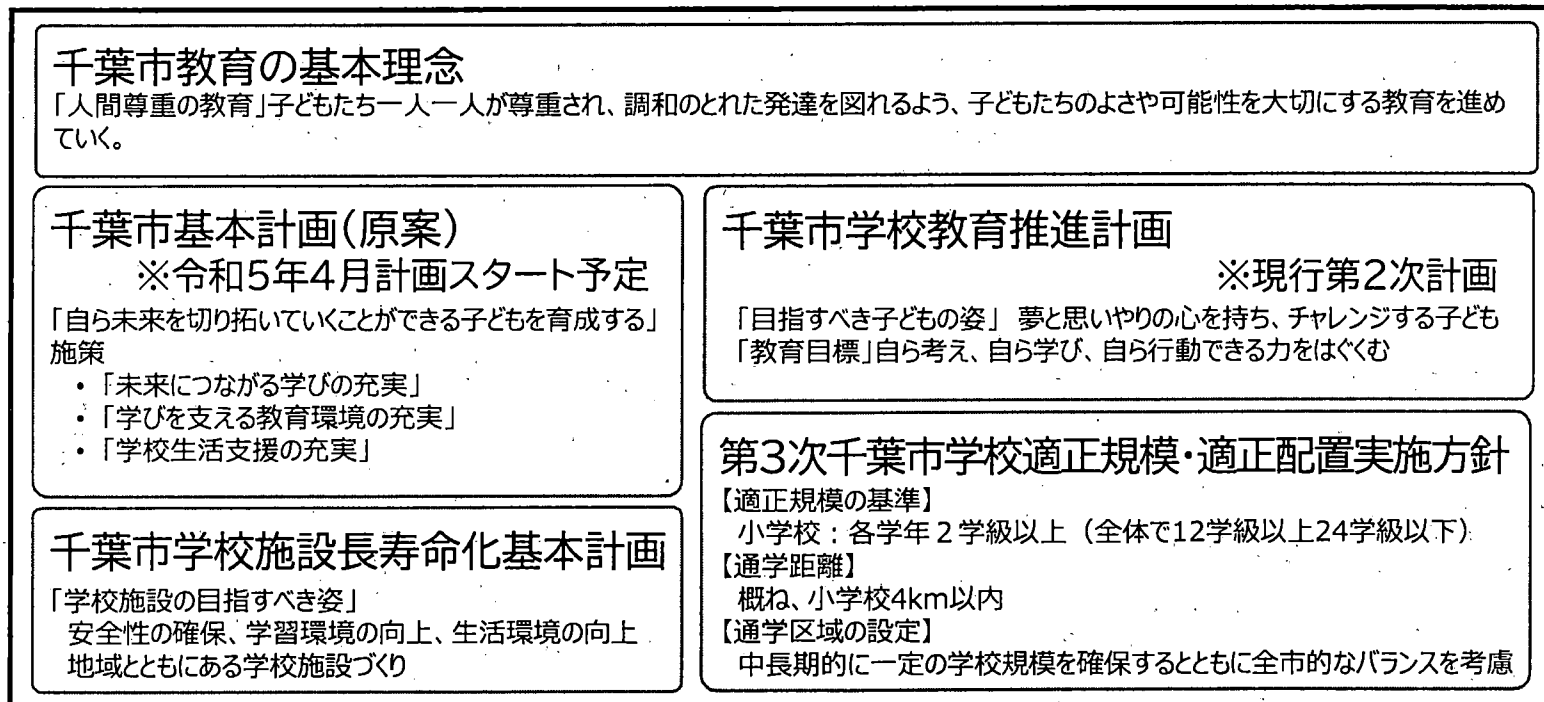 千葉市教育の基本理念
「人間尊重の教育」子どもたち一人一人が尊重され、調和のとれた発達を図れるよう、子どもたちのよさや可能性を大切にする教育を進め
ていく。
千葉市基本計画(原案)
※令和5年4月計画スタート予定
「自ら未来を切り拓いていくことができる子どもを育成する」
施策
・「未来につながる学びの充実」
・「学びを支える教育環境の充実」
・「学校生活支援の充実」
千葉市学校施設長寿命化基本計画
「学校施設の目指すべき姿」
安全性の確保、学習環境の向上、生活環境の向上
地域とともにある学校施設づくり
千葉市学校教育推進計画
※現行第2次計画
「目指すべき子どもの姿」 夢と思いやりの心を持ち、チャレンジする子ども
「教育目標」自ら考え、自ら学び、自ら行動できる力をはぐくむ
第3次千葉市学校適正規模・適正配置実施方針
【適正規模の基準】
小学校：各学年２学級以上（全体で12学級以上24学級以下）
【通学距離】
概ね、小学校4km以内
【通学区域の設定】
中長期的に一定の学校規模を確保するとともに全市的なバランスを考慮